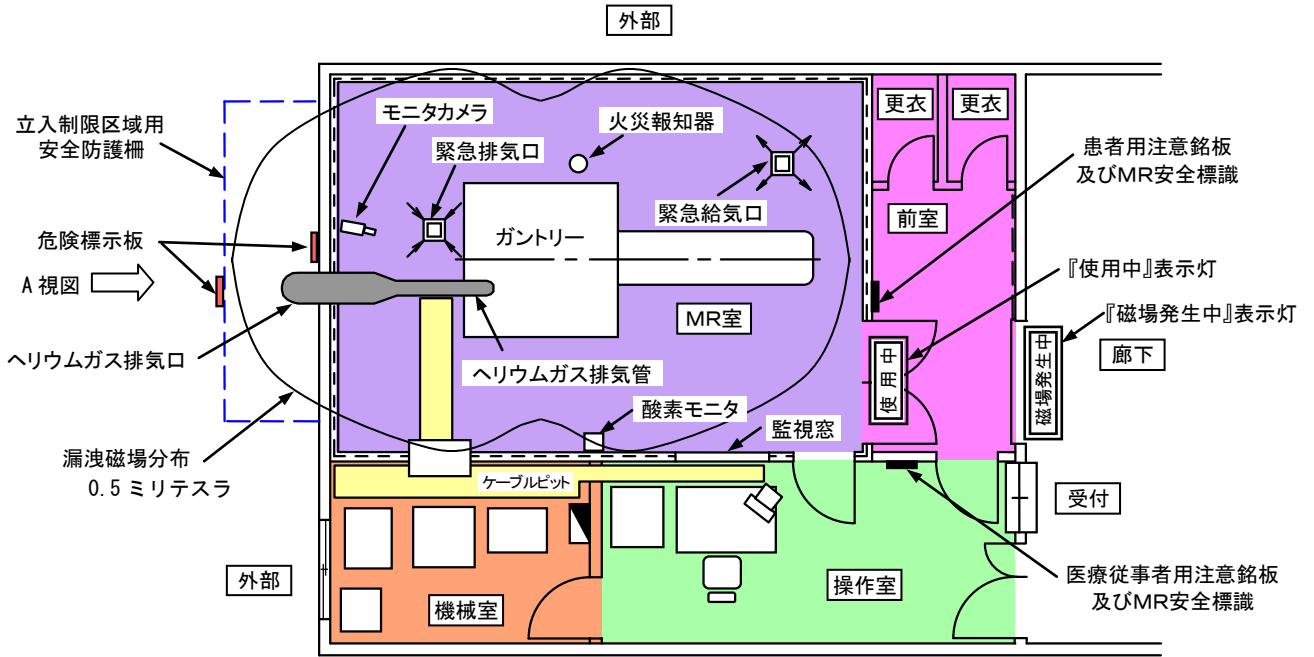 外部
立入制限区域用
安全防護柵
モニタカメラ
火災報知器
更衣
更衣
緊急排気口
患者用注意銘板
及びMR安全標識
緊急給気口
前室
危険標示板
ガントリー
A視図
『使用中』表示灯
『磁場発生中』表示灯
MR室
ヘリウムガス排気口
廊下
使用中
磁場発生中
ヘリウムガス排気管
酸素モニタ
監視窓
漏洩磁場分布
0.5 ミリテスラ
ケーブルピット
受付
外部
機械室
操作室
医療従事者用注意銘板
及びMR安全標識